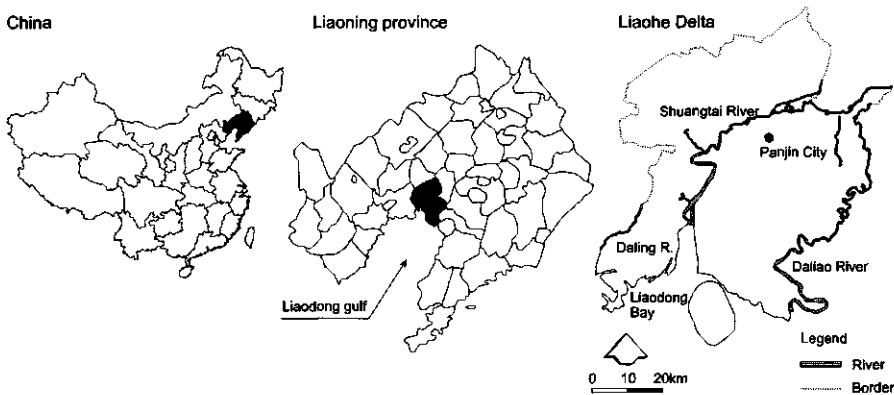 China
Liaoning province
Liaohe Delta
Shuangtai River
Panjin City
Daling R.
Daliao River
Liaodong gulf
Liaodong
Bay
Legend
River
Border
0 10 20km